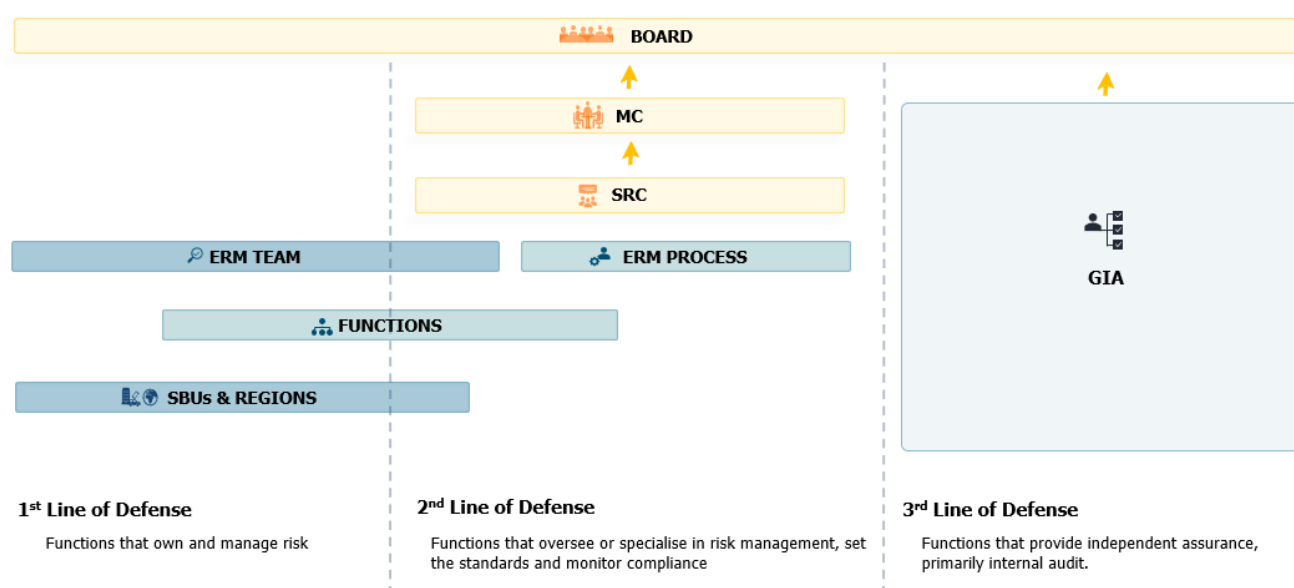 BOARD
MC
SRC
ERM TEAM
ERM PROCESS
GIA
FUNCTIONS
SBUs & REGIONS
1st Line of Defense
Functions that own and manage risk
2nd Line of Defense
Functions that oversee or specialise in risk management, set
the standards and monitor compliance
3rd Line of Defense
Functions that provide independent assurance,
primarily internal audit.